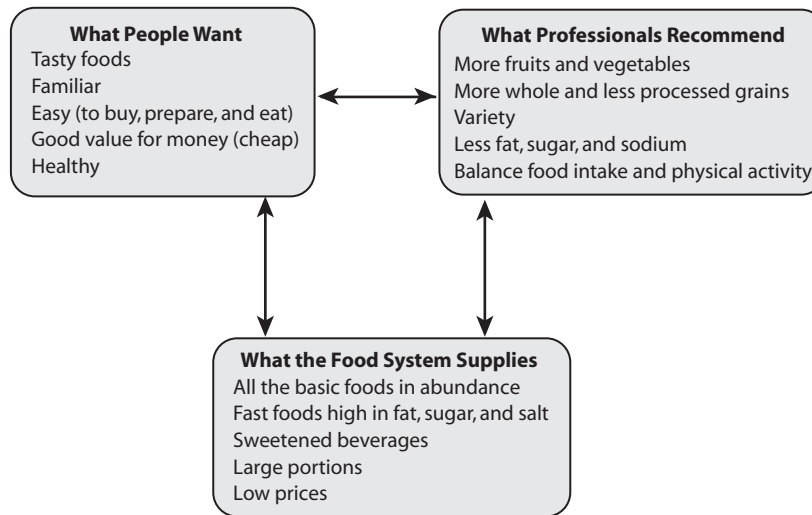 What People Want
Tasty foods
Familiar
Easy (to buy, prepare, and eat)
Good value for money (cheap)
Healthy
What Professionals Recommend
More fruits and vegetables
More whole and less processed grains
Variety
Less fat, sugar, and sodium
Balance food intake and physical activity
What the Food System Supplies
All the basic foods in abundance
Fast foods high in fat, sugar, and salt
Sweetened beverages
Large portions
Low prices